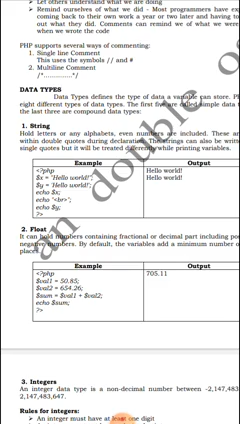 ➢ Let others understand what we are doing
➢ Remind ourselves of what we did - Most programmers have ex
coming back to their own work a year or two later and having to
out what they did. Comments can remind we of what we were
when we wrote the code
PHP supports several ways of commenting:
1. Single line Comment
This uses the symbols // and #
2. Multiline Comment
/*...............*/
DATA TYPES
Data Types defines the type of data a variable can store. P
eight different types of data types. The first five are called simple data t
the last three are compound data types:
1. String
Hold letters or any alphabets, even numbers are included. These ar
within double quotes during declaration. The strings can also be writt
single quotes but it will be treated differently while printing variables.
Example Output
<?php Hello world!
$x = "Hello world!"; Hello world!
$y = 'Hello world!';
echo $x;
echo '<br>';
echo $y;
?>
2. Float
It can hold numbers containing fractional or decimal part including po
negative numbers. By default, the variables add a minimum number o
places.
Example Output
<?php 705.11
$val1 = 50.85;
$val2 = 654.26;
$sum = $val1 + $val2;
echo $sum;
?>
3. Integers
An integer data type is a non-decimal number between -2,147,483
2,147,483,647.
Rules for integers:
➢ An integer must have at least one digit